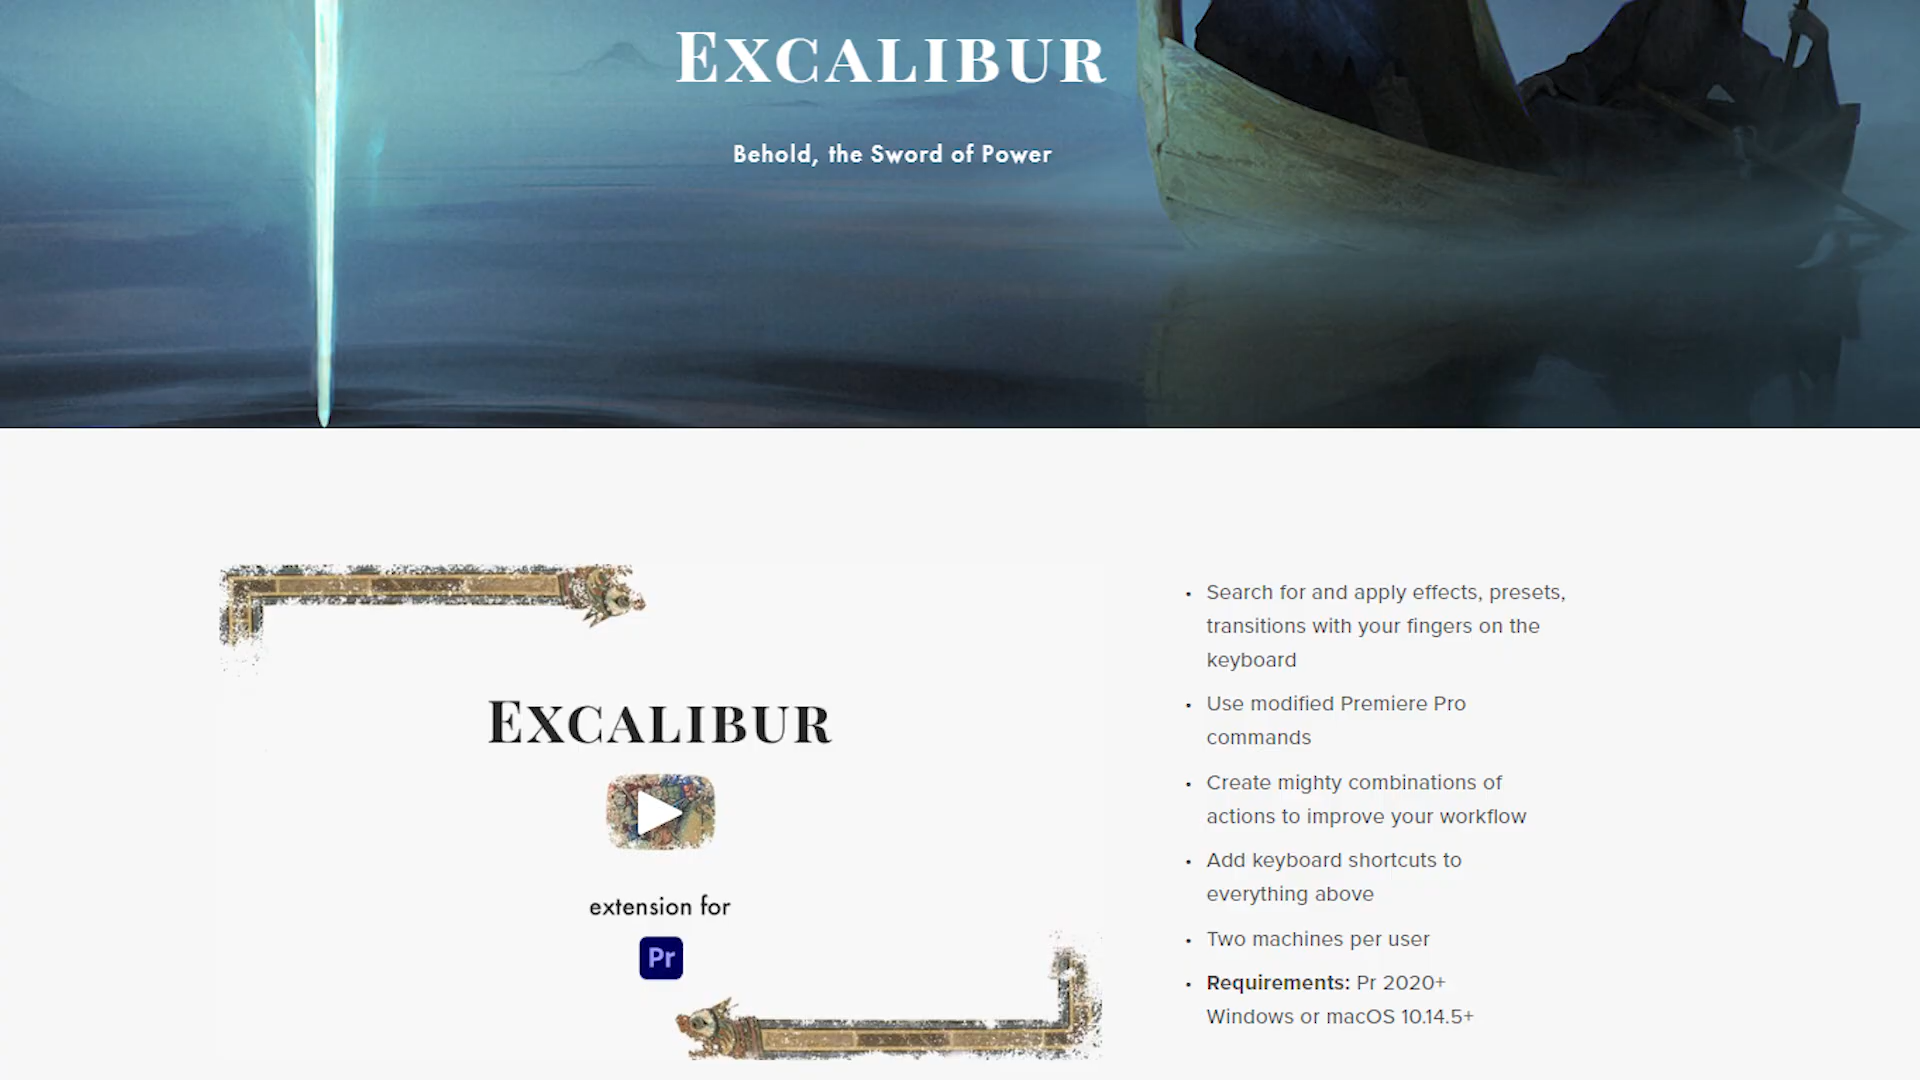 EXCALIBUR
Behold, the Sword of Power
EXCALIBUR
extension for
Pr
• Search for and apply effects, presets,
transitions with your fingers on the
keyboard
• Use modified Premiere Pro
commands
• Create mighty combinations of
actions to improve your workflow
• Add keyboard shortcuts to
everything above
• Two machines per user
• Requirements: Pr 2020+
Windows or macOS 10.14.5+